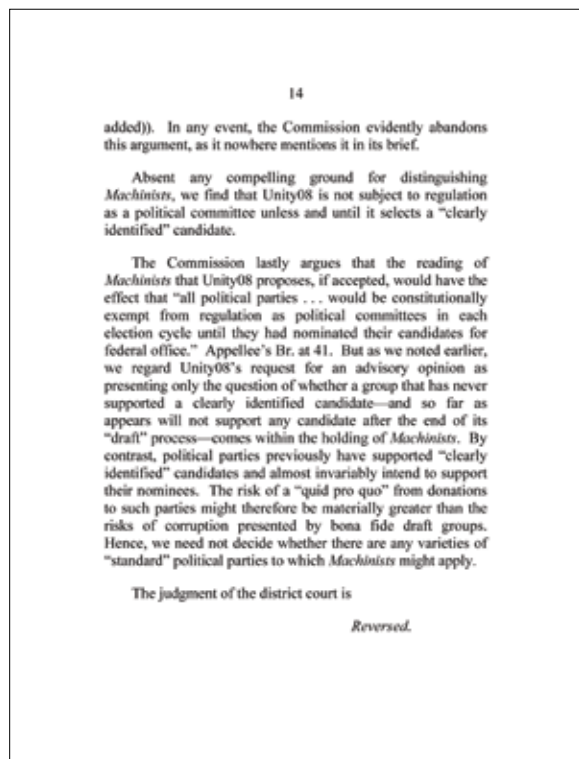 14
added)). In any event, the Commission evidently abandons
this argument, as it nowhere mentions it in its brief.
Absent any compelling ground for distinguishing
Machinists, we find that Unity08 is not subject to regulation
as a political committee unless and until it selects a “clearly
identified” candidate.
The Commission lastly argues that the reading of
Machinists that Unity08 proposes, if accepted, would have the
effect that “all political parties . . . would be constitutionally
exempt from regulation as political committees in each
election cycle until they had nominated their candidates for
federal office.” Appellee’s Br. at 41. But as we noted earlier,
we regard Unity08’s request for an advisory opinion as
presenting only the question of whether a group that has never
supported a clearly identified candidate—and so far as
appears will not support any candidate after the end of its
“draft” process—comes within the holding of Machinists. By
contrast, political parties previously have supported “clearly
identified” candidates and almost invariably intend to support
their nominees. The risk of a “quid pro quo” from donations
to such parties might therefore be materially greater than the
risks of corruption presented by bona fide draft groups.
Hence, we need not decide whether there are any varieties of
“standard” political parties to which Machinists might apply.
The judgment of the district court is
Reversed.